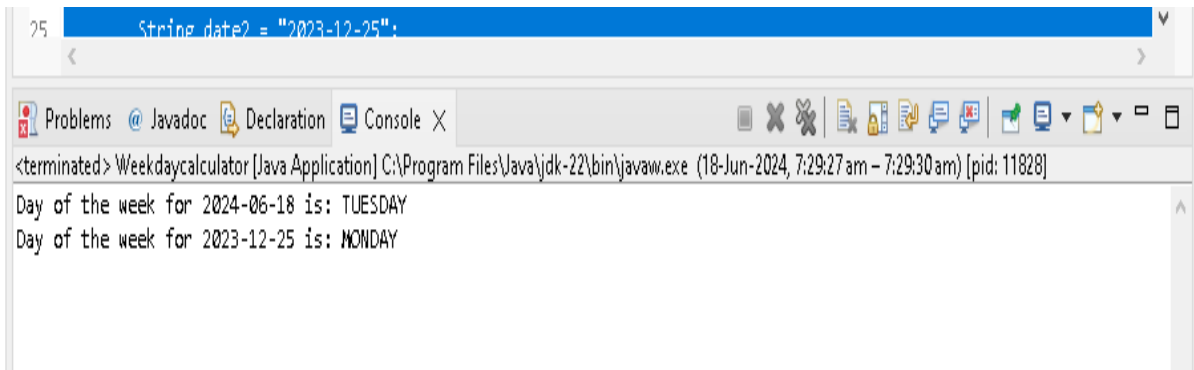 25 String date2 = "2023-12-25";
Problems @ Javadoc Declaration Console
<terminated> Weekdaycalculator [Java Application] C:\Program Files\Java\jdk-22\bin\javaw.exe (18-Jun-2024, 7:29:27 am – 7:29:30 am) [pid: 11828]
Day of the week for 2024-06-18 is: TUESDAY
Day of the week for 2023-12-25 is: MONDAY